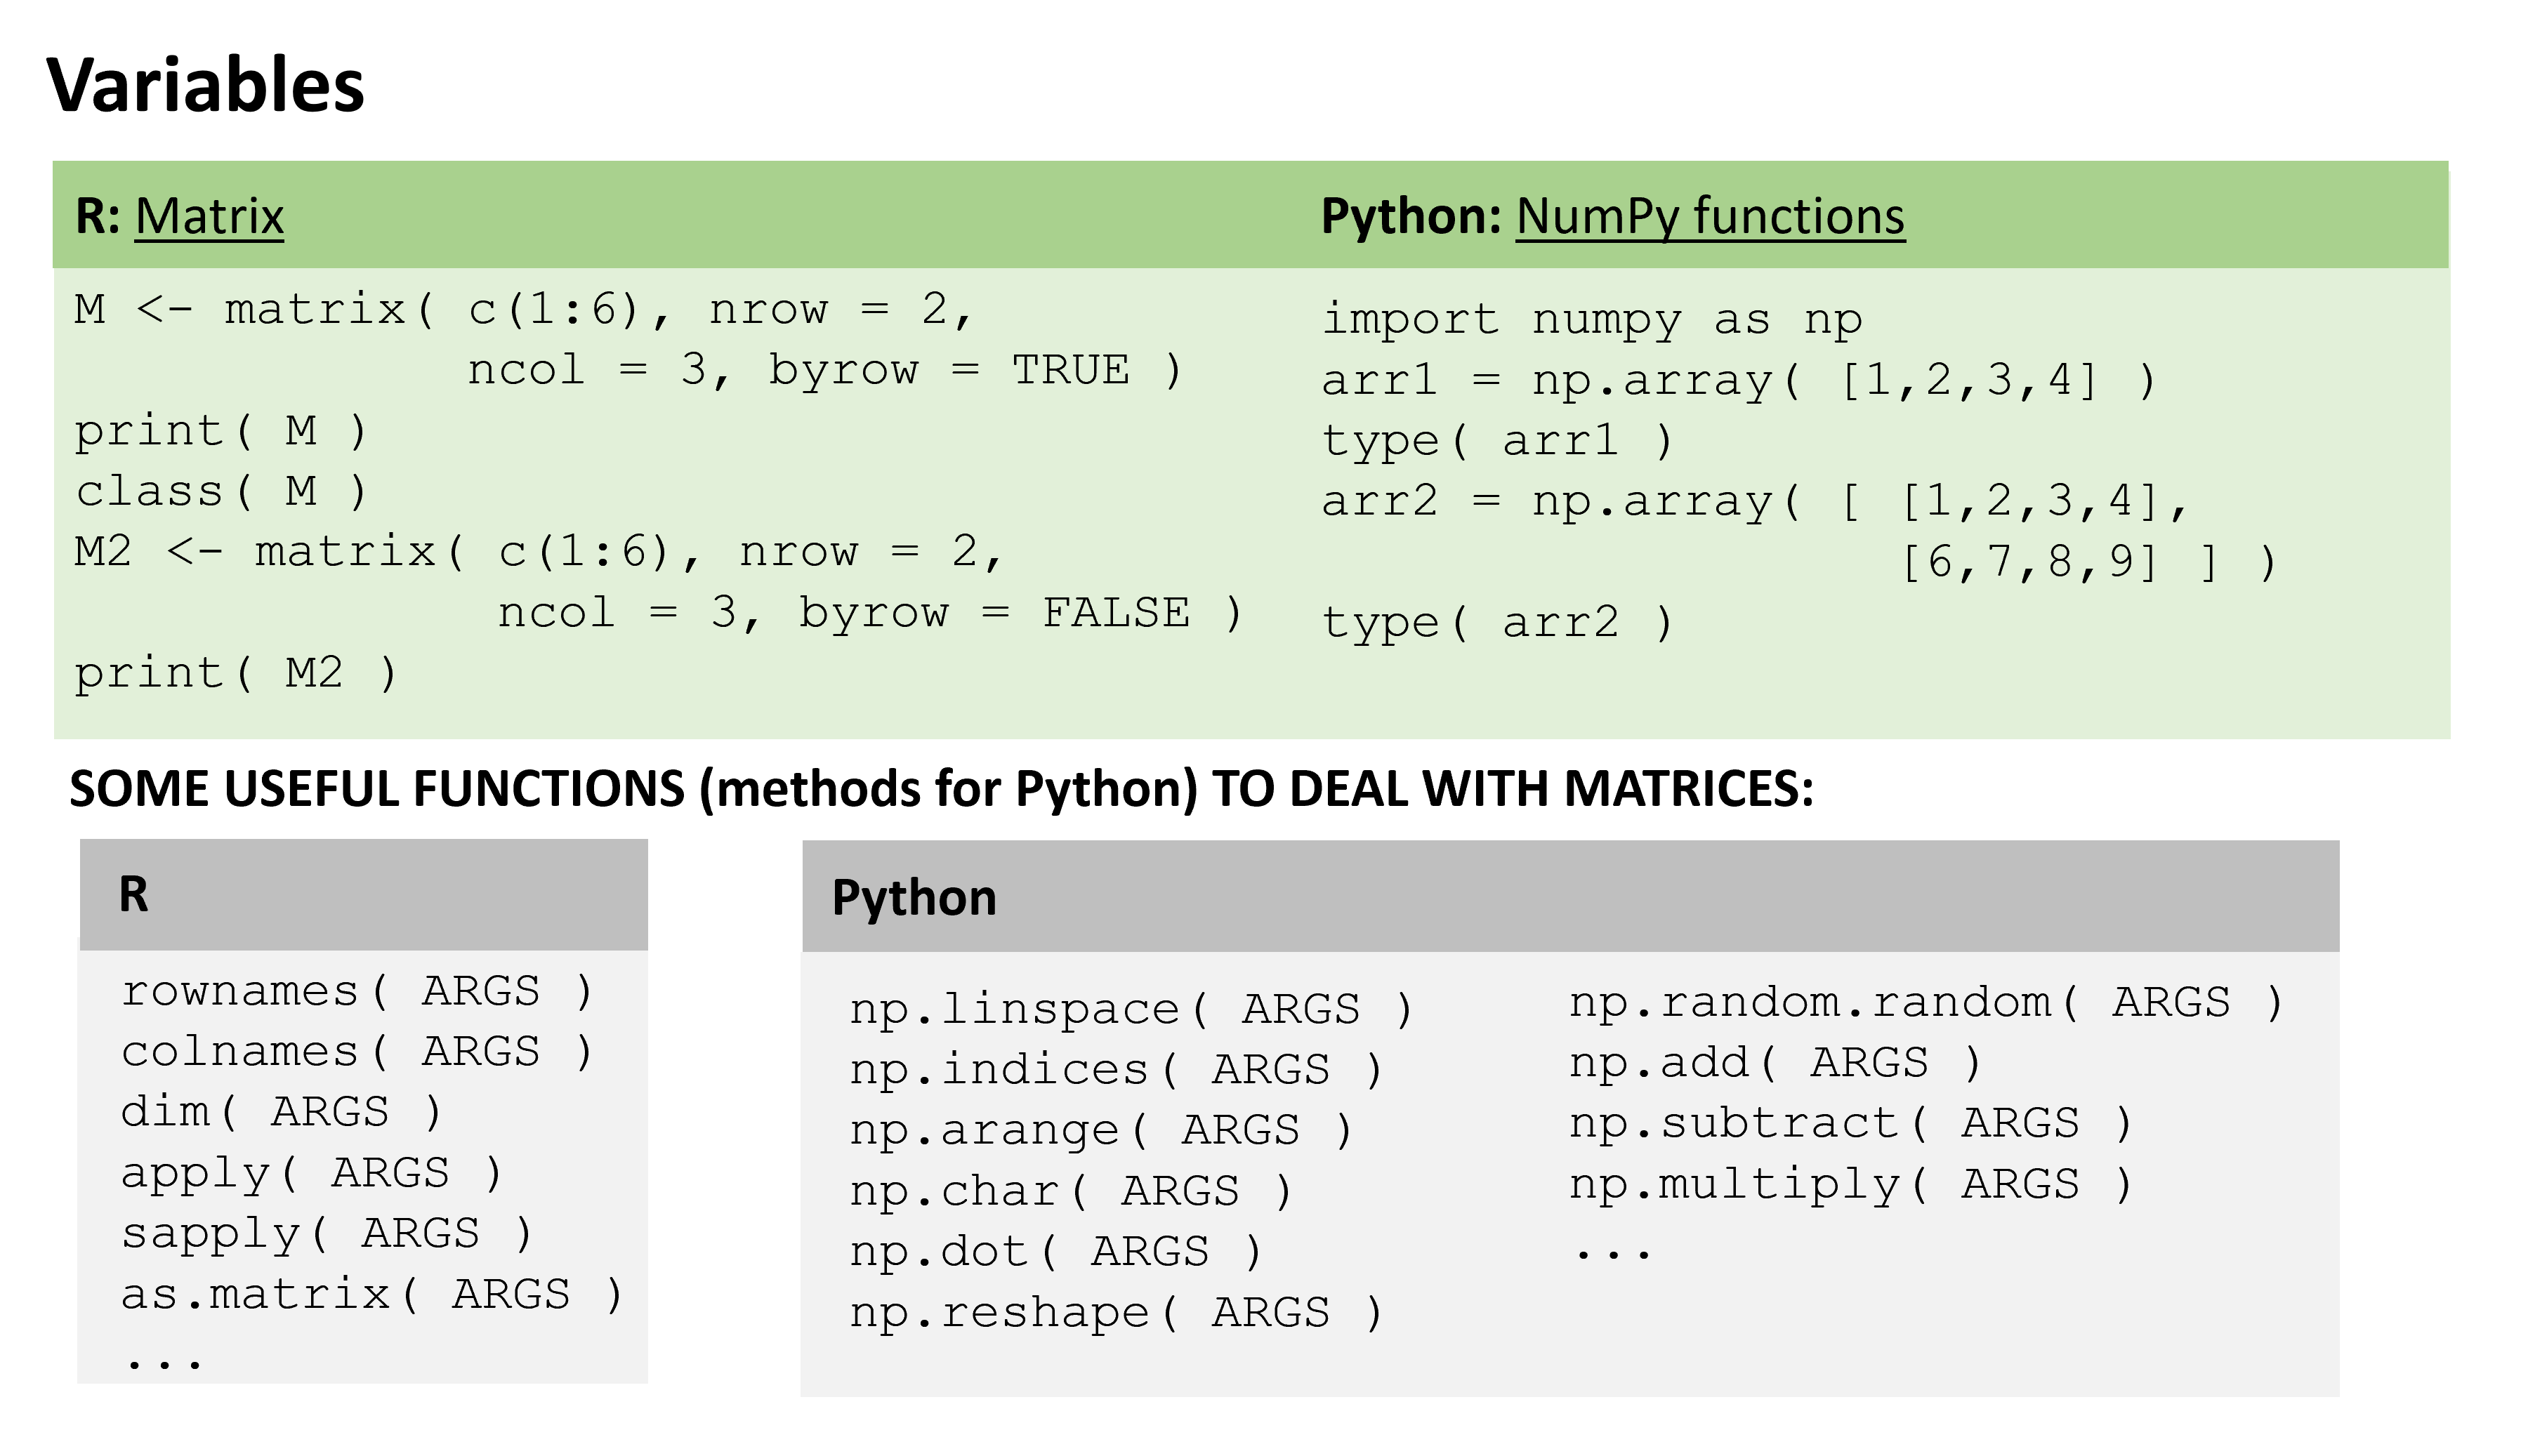 Variables
R: Matrix
M <- matrix( c(1:6), nrow = 2,
ncol = 3, byrow = TRUE )
print( M )
class( M )
M2 <- matrix( c(1:6), nrow = 2,
ncol = 3, byrow = FALSE )
print( M2 )
Python: NumPy functions
import numpy as np
arr1 = np.array( [1,2,3,4] )
type( arr1 )
arr2 = np.array( [ [1,2,3,4],
[6,7,8,9] ] )
type( arr2 )
SOME USEFUL FUNCTIONS (methods for Python) TO DEAL WITH MATRICES:
R
rownames( ARGS )
colnames( ARGS )
dim( ARGS )
apply( ARGS )
sapply( ARGS )
as.matrix( ARGS )
...
Python
np.linspace( ARGS )
np.indices( ARGS )
np.arange( ARGS )
np.char( ARGS )
np.dot( ARGS )
np.reshape( ARGS )
np.random.random( ARGS )
np.add( ARGS )
np.subtract( ARGS )
np.multiply( ARGS )
...